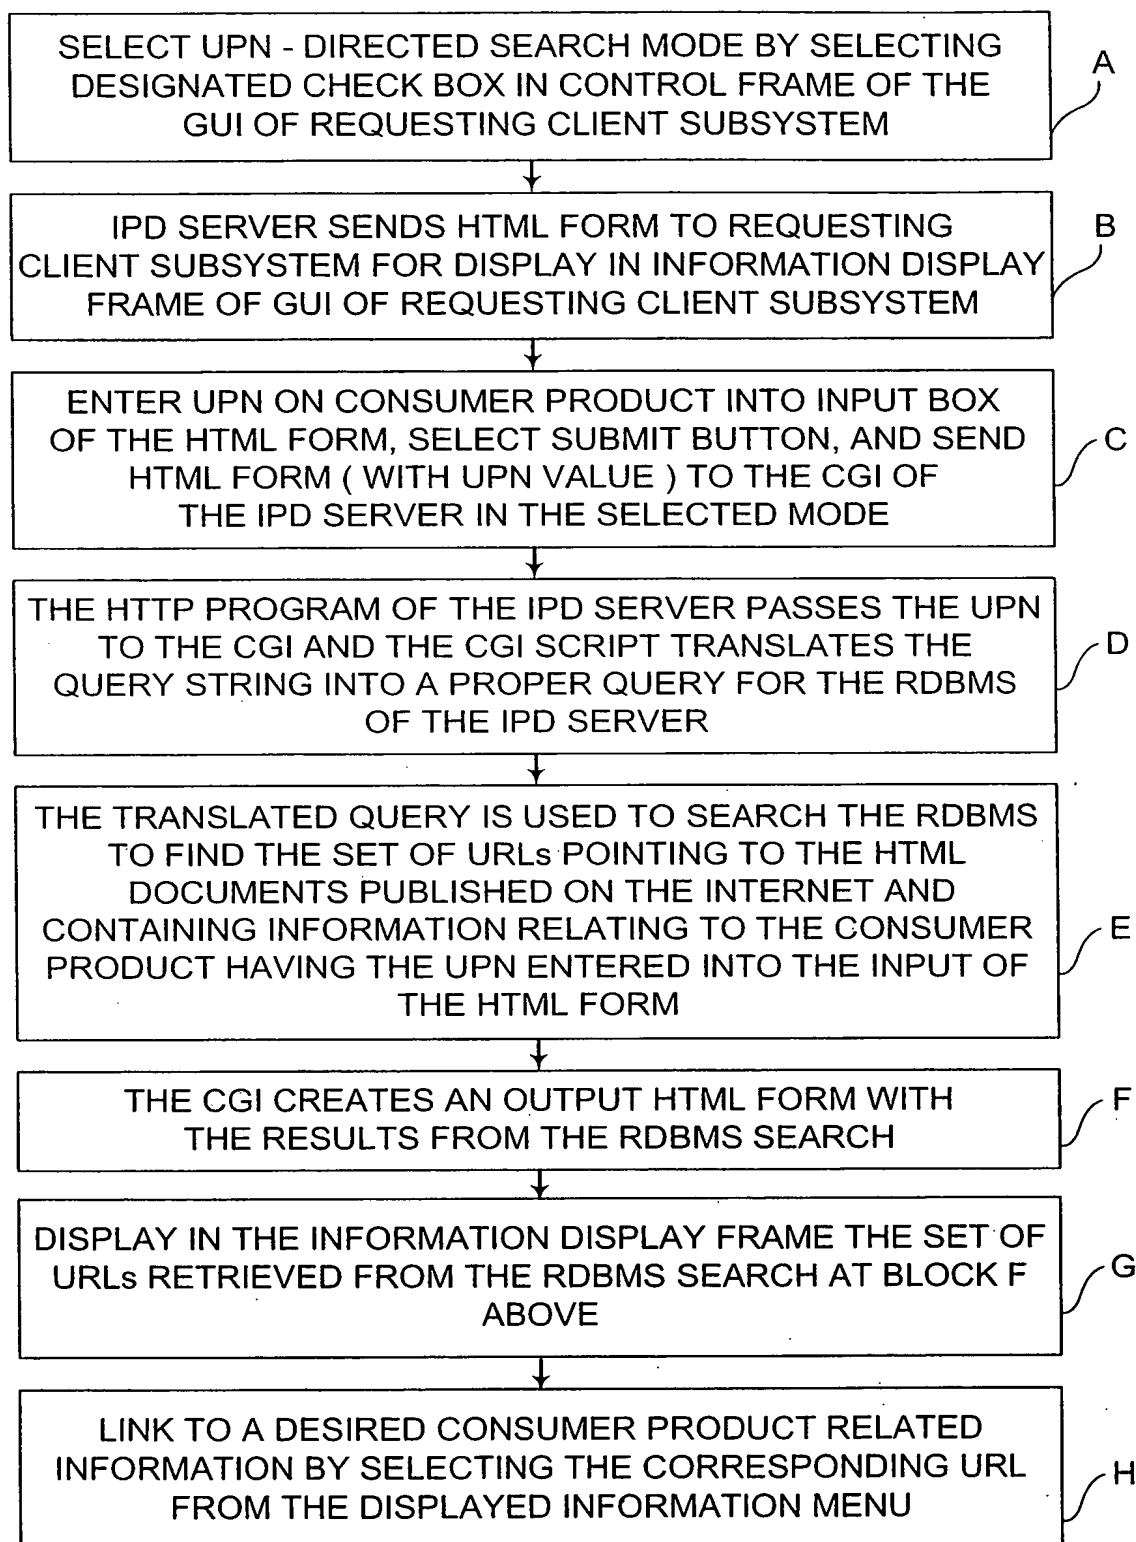 SELECT UPN - DIRECTED SEARCH MODE BY SELECTING
DESIGNATED CHECK BOX IN CONTROL FRAME OF THE
GUI OF REQUESTING CLIENT SUBSYSTEM
A
IPD SERVER SENDS HTML FORM TO REQUESTING
CLIENT SUBSYSTEM FOR DISPLAY IN INFORMATION DISPLAY
FRAME OF GUI OF REQUESTING CLIENT SUBSYSTEM
B
ENTER UPN ON CONSUMER PRODUCT INTO INPUT BOX
OF THE HTML FORM, SELECT SUBMIT BUTTON, AND SEND
HTML FORM ( WITH UPN VALUE ) TO THE CGI OF
THE IPD SERVER IN THE SELECTED MODE
C
THE HTTP PROGRAM OF THE IPD SERVER PASSES THE UPN
TO THE CGI AND THE CGI SCRIPT TRANSLATES THE
QUERY STRING INTO A PROPER QUERY FOR THE RDBMS
OF THE IPD SERVER
D
THE TRANSLATED QUERY IS USED TO SEARCH THE RDBMS
TO FIND THE SET OF URLs POINTING TO THE HTML
DOCUMENTS PUBLISHED ON THE INTERNET AND
CONTAINING INFORMATION RELATING TO THE CONSUMER
PRODUCT HAVING THE UPN ENTERED INTO THE INPUT OF
THE HTML FORM
E
THE CGI CREATES AN OUTPUT HTML FORM WITH
THE RESULTS FROM THE RDBMS SEARCH
F
DISPLAY IN THE INFORMATION DISPLAY FRAME THE SET OF
URLs RETRIEVED FROM THE RDBMS SEARCH AT BLOCK F
ABOVE
G
LINK TO A DESIRED CONSUMER PRODUCT RELATED
INFORMATION BY SELECTING THE CORRESPONDING URL
FROM THE DISPLAYED INFORMATION MENU
H